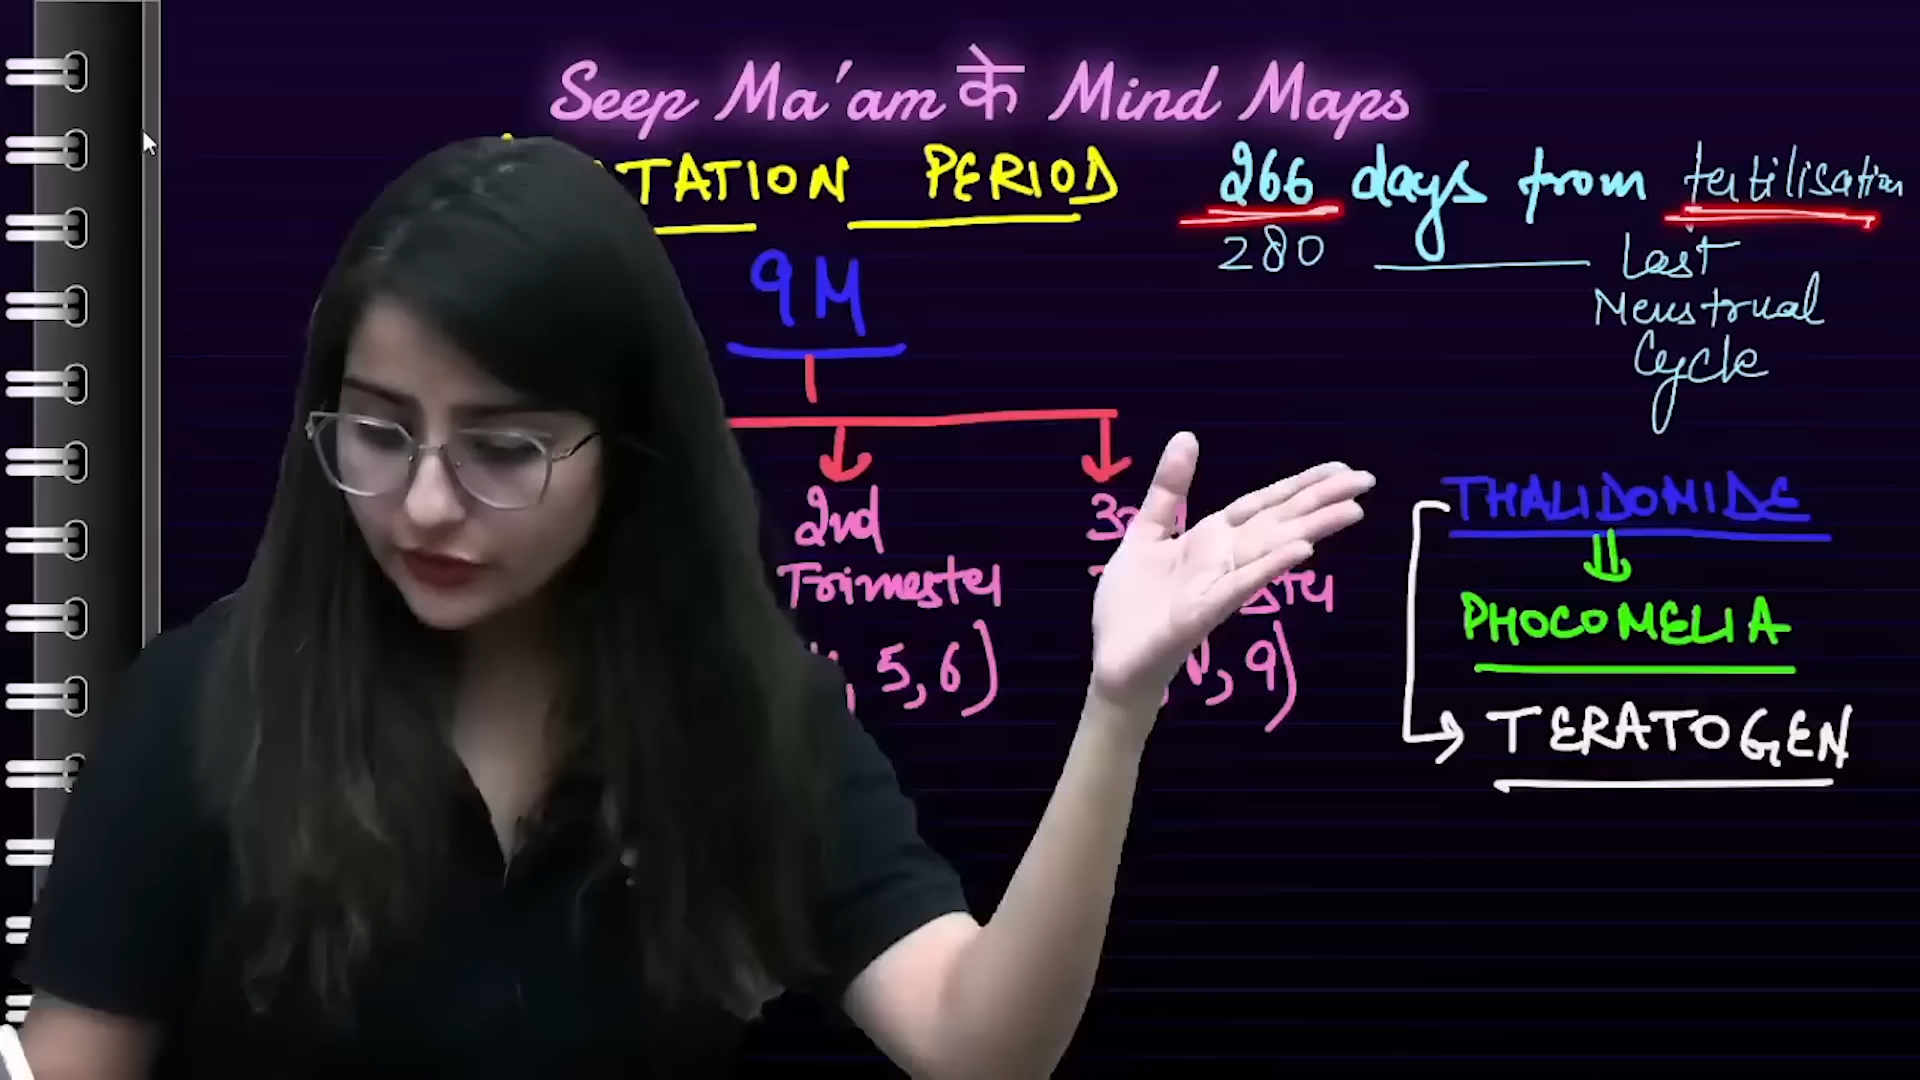 Seep Ma'am के Mind Maps
TATION PERIOD
266 days from fertilisation
280 Last
Menstrual
Cycle
9M
2nd
Trimester
5, 6)
, 9)
THALIDOMIDE
PHOCOMELIA
TERATOGEN